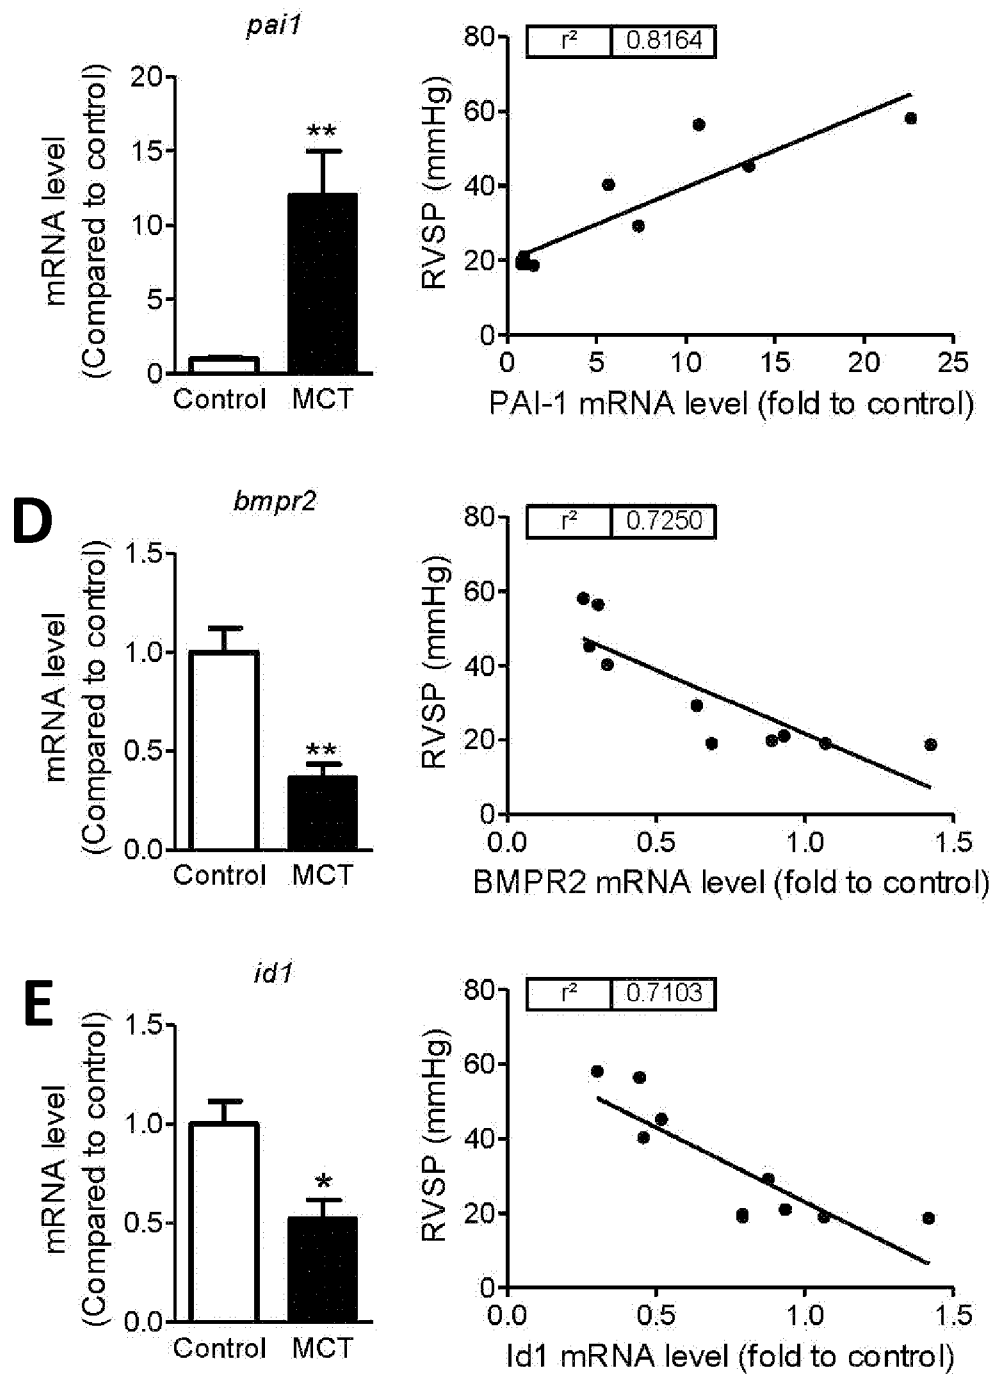 pai1
mRNA level
(Compared to control)
20
15
10
5
0
**
Control MCT
r² 0.8164
RVSP (mmHg)
80
60
40
20
0
0 5 10 15 20 25
PAI-1 mRNA level (fold to control)
D
bmpr2
mRNA level
(Compared to control)
1.5
1.0
0.5
0.0
**
Control MCT
r² 0.7250
RVSP (mmHg)
80
60
40
20
0
0.0 0.5 1.0 1.5
BMPR2 mRNA level (fold to control)
E
id1
mRNA level
(Compared to control)
1.5
1.0
0.5
0.0
*
Control MCT
r² 0.7103
RVSP (mmHg)
80
60
40
20
0
0.0 0.5 1.0 1.5
Id1 mRNA level (fold to control)